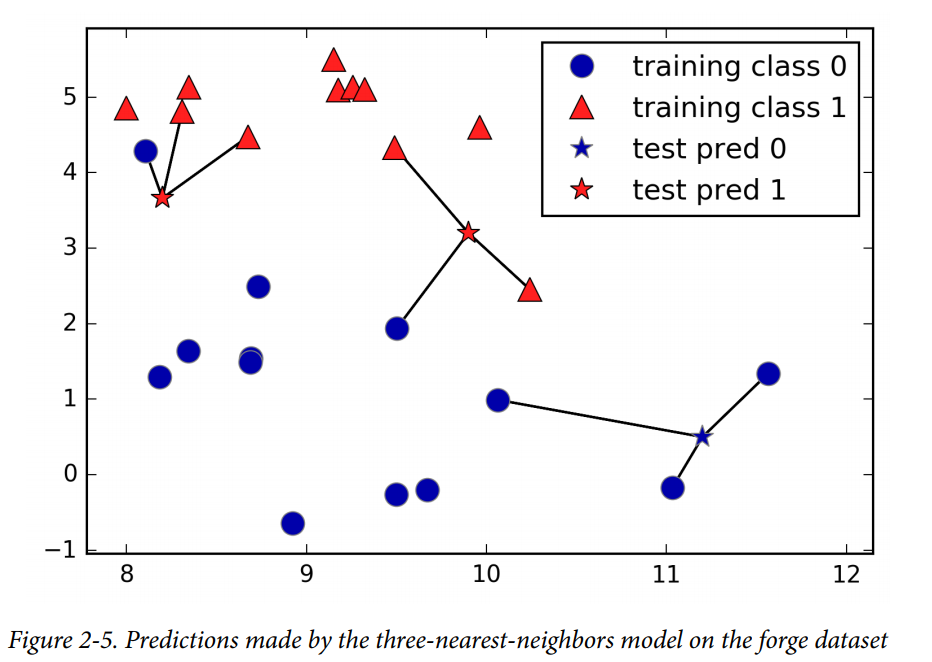 training class 0
training class 1
test pred 0
test pred 1
5
4
3
2
1
0
−1
8 9 10 11 12
Figure 2-5. Predictions made by the three-nearest-neighbors model on the forge dataset